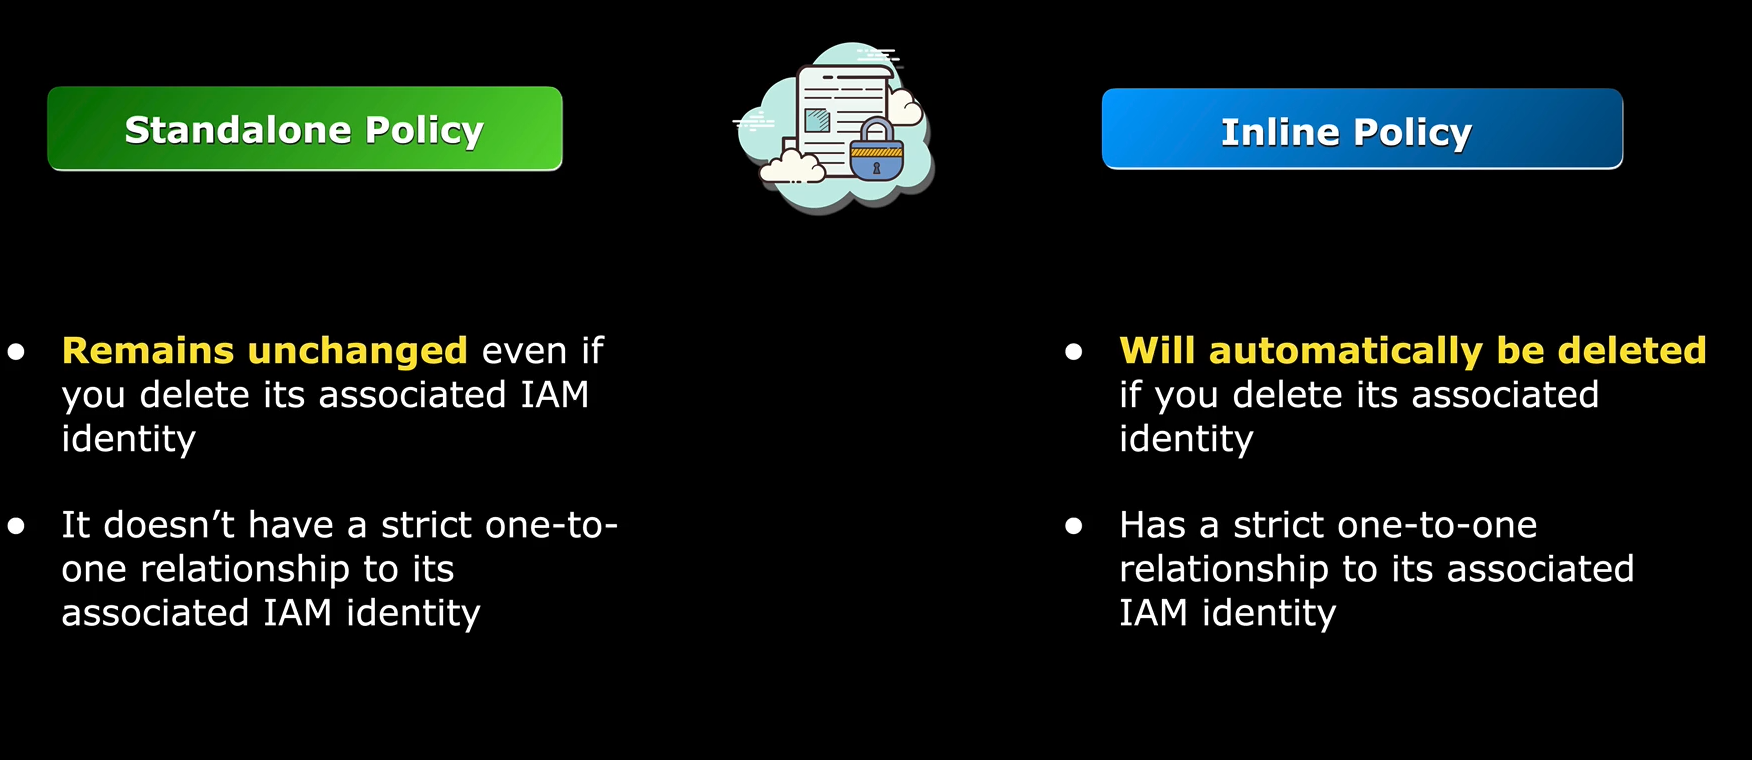 Standalone Policy
Inline Policy
● Remains unchanged even if
you delete its associated IAM
identity
● It doesn’t have a strict one-to-
one relationship to its
associated IAM identity
● Will automatically be deleted
if you delete its associated
identity
● Has a strict one-to-one
relationship to its associated
IAM identity